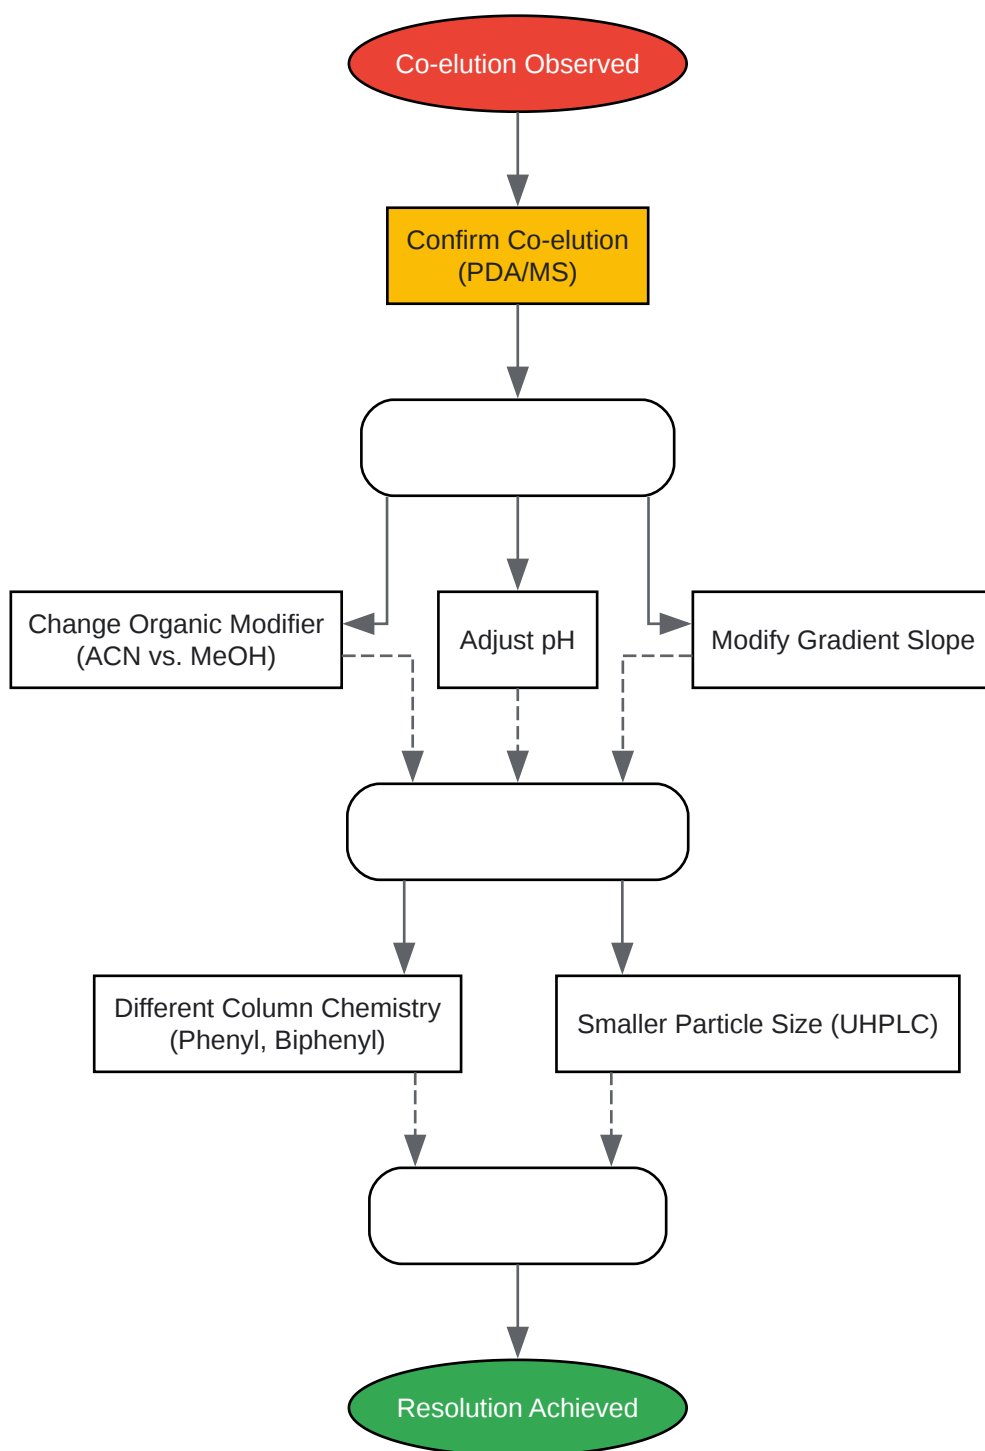 Co-elution Observed
Confirm Co-elution
(PDA/MS)
Change Organic Modifier
(ACN vs. MeOH)
Adjust pH
Modify Gradient Slope
Different Column Chemistry
(Phenyl, Biphenyl)
Smaller Particle Size (UHPLC)
Resolution Achieved